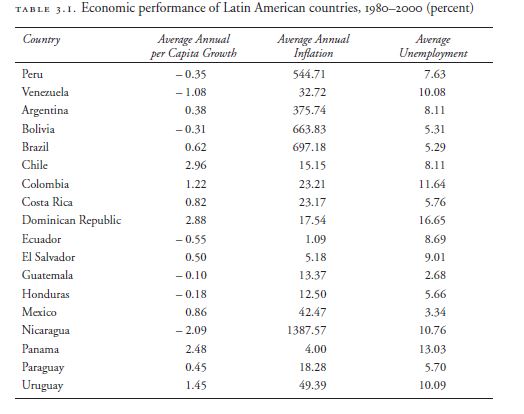 TABLE 3.1. Economic performance of Latin American countries, 1980–2000 (percent)
Country Average Annual per Capita Growth Average Annual Inflation Average Unemployment
Peru – 0.35 544.71 7.63
Venezuela – 1.08 32.72 10.08
Argentina 0.38 375.74 8.11
Bolivia – 0.31 663.83 5.31
Brazil 0.62 697.18 5.29
Chile 2.96 15.15 8.11
Colombia 1.22 23.21 11.64
Costa Rica 0.82 23.17 5.76
Dominican Republic 2.88 17.54 16.65
Ecuador – 0.55 1.09 8.69
El Salvador 0.50 5.18 9.01
Guatemala – 0.10 13.37 2.68
Honduras – 0.18 12.50 5.66
Mexico 0.86 42.47 3.34
Nicaragua – 2.09 1387.57 10.76
Panama 2.48 4.00 13.03
Paraguay 0.45 18.28 5.70
Uruguay 1.45 49.39 10.09